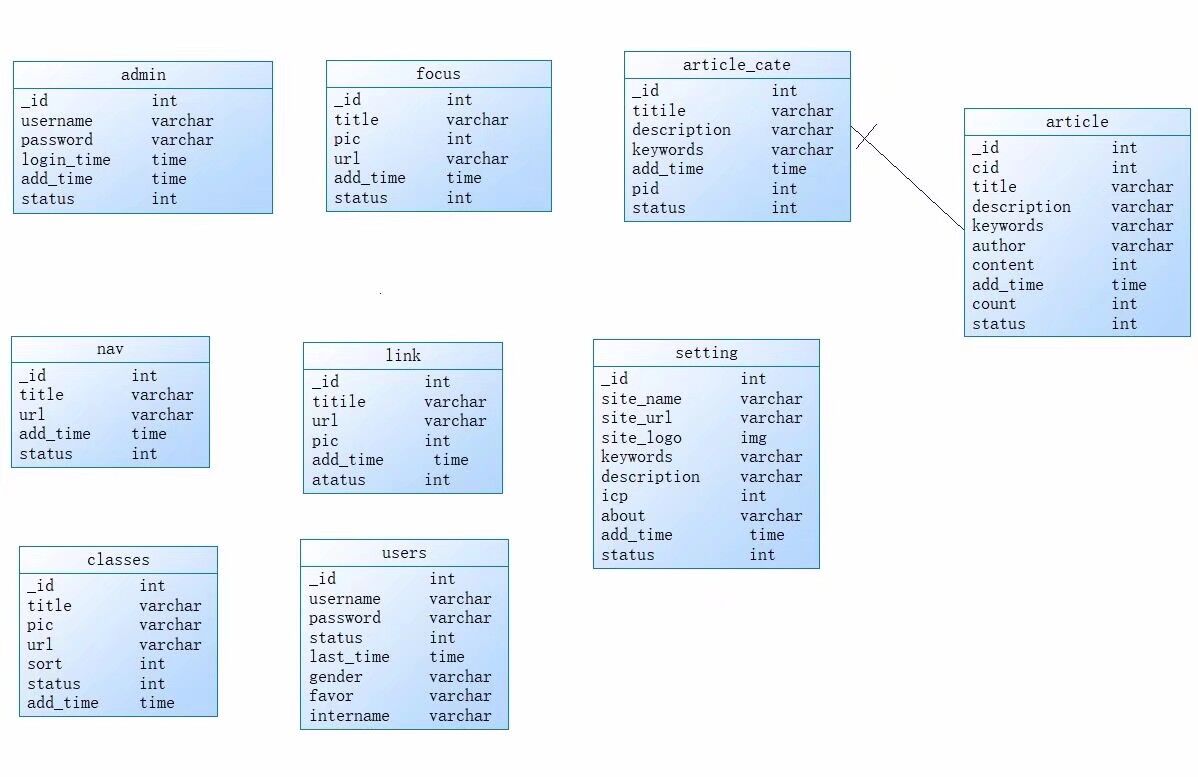 admin
_id int
username varchar
password varchar
login_time time
add_time time
status int
focus
_id int
title varchar
pic int
url varchar
add_time time
status int
article_cate
_id int
titile varchar
description varchar
keywords varchar
add_time time
pid int
status int
article
_id int
cid int
title varchar
description varchar
keywords varchar
author varchar
content int
add_time time
count int
status int
nav
_id int
title varchar
url varchar
add_time time
status int
link
_id int
titile varchar
url varchar
pic int
add_time time
atatus int
setting
_id int
site_name varchar
site_url varchar
site_logo img
keywords varchar
description varchar
icp int
about varchar
add_time time
status int
classes
_id int
title varchar
pic varchar
url varchar
sort int
status int
add_time time
users
_id int
username varchar
password varchar
status int
last_time time
gender varchar
favor varchar
intername varchar